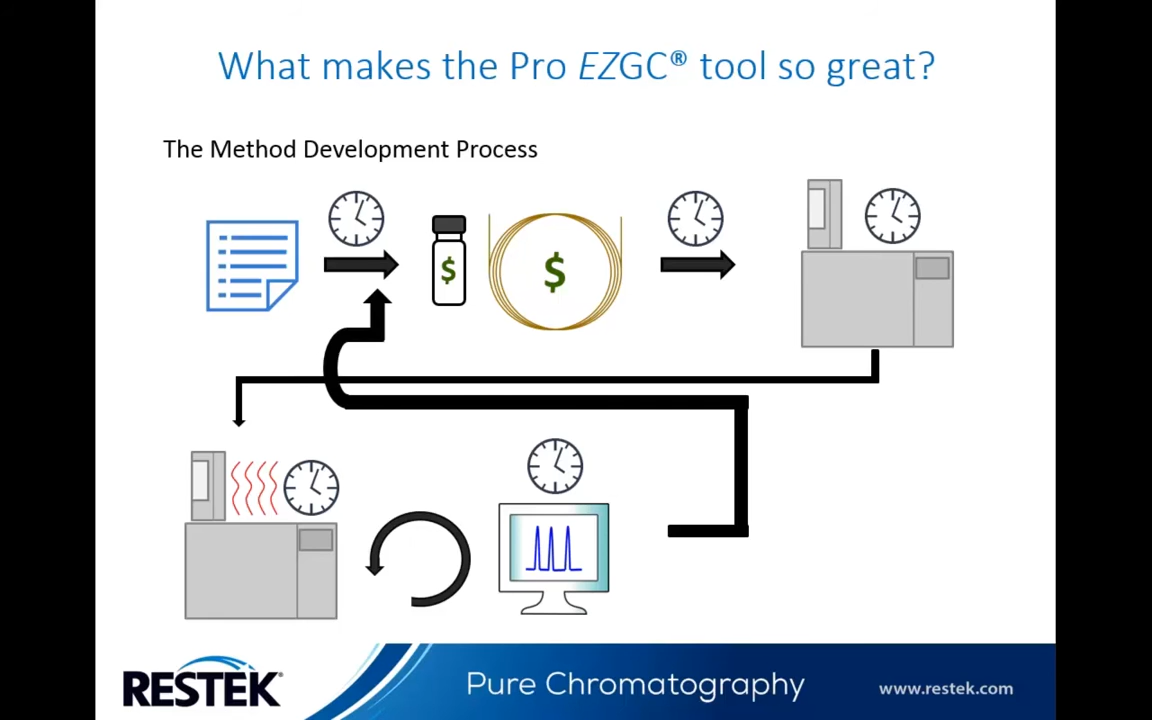 What makes the Pro EZGC® tool so great?
The Method Development Process
$
$
RESTEK®
Pure Chromatography
www.restek.com